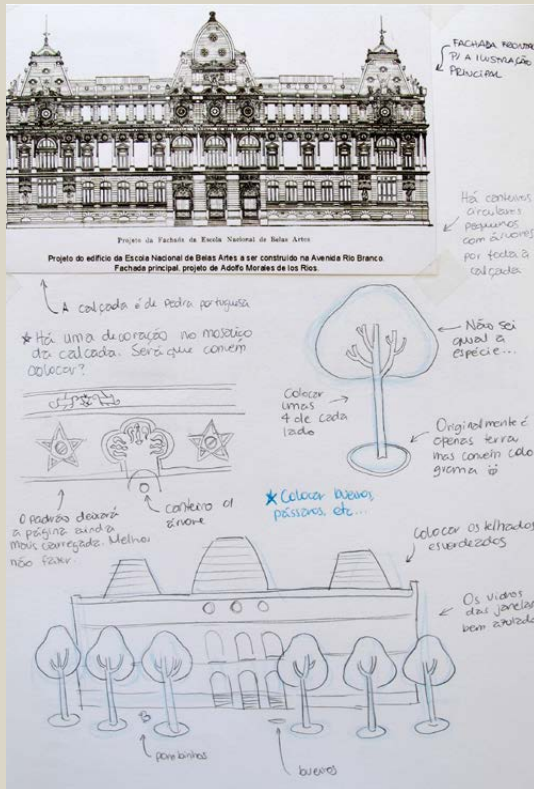 FACHADA FRONTAL
P/ A ILUSTRAÇÃO
PRINCIPAL
Projeto da Fachada da Escola Nacional de Belas Artes
Projeto do edifício da Escola Nacional de Belas Artes a ser construído na Avenida Rio Branco.
Fachada principal, projeto de Adolfo Morales de los Rios.
Há canteiros
circulares
pequenos
com árvores
por toda a
calçada
A calçada é de pedra portuguesa
* Há uma decoração no mosaico
da calçada. Será que convém
colocar?
Não sei
qual a
espécie...
Colocar
umas
4 de cada
lado
Originalmente é
apenas terra
mas convem colo
grama
O padrão deixará
a página ainda
mais carregada. Melhor
não fazer.
canteiro c/
árvore
* Colocar bueiros,
pássaros, etc...
Colocar os telhados
esverdeados
Os vidros
das janelas
bem azulados
pombinhos
bueiros